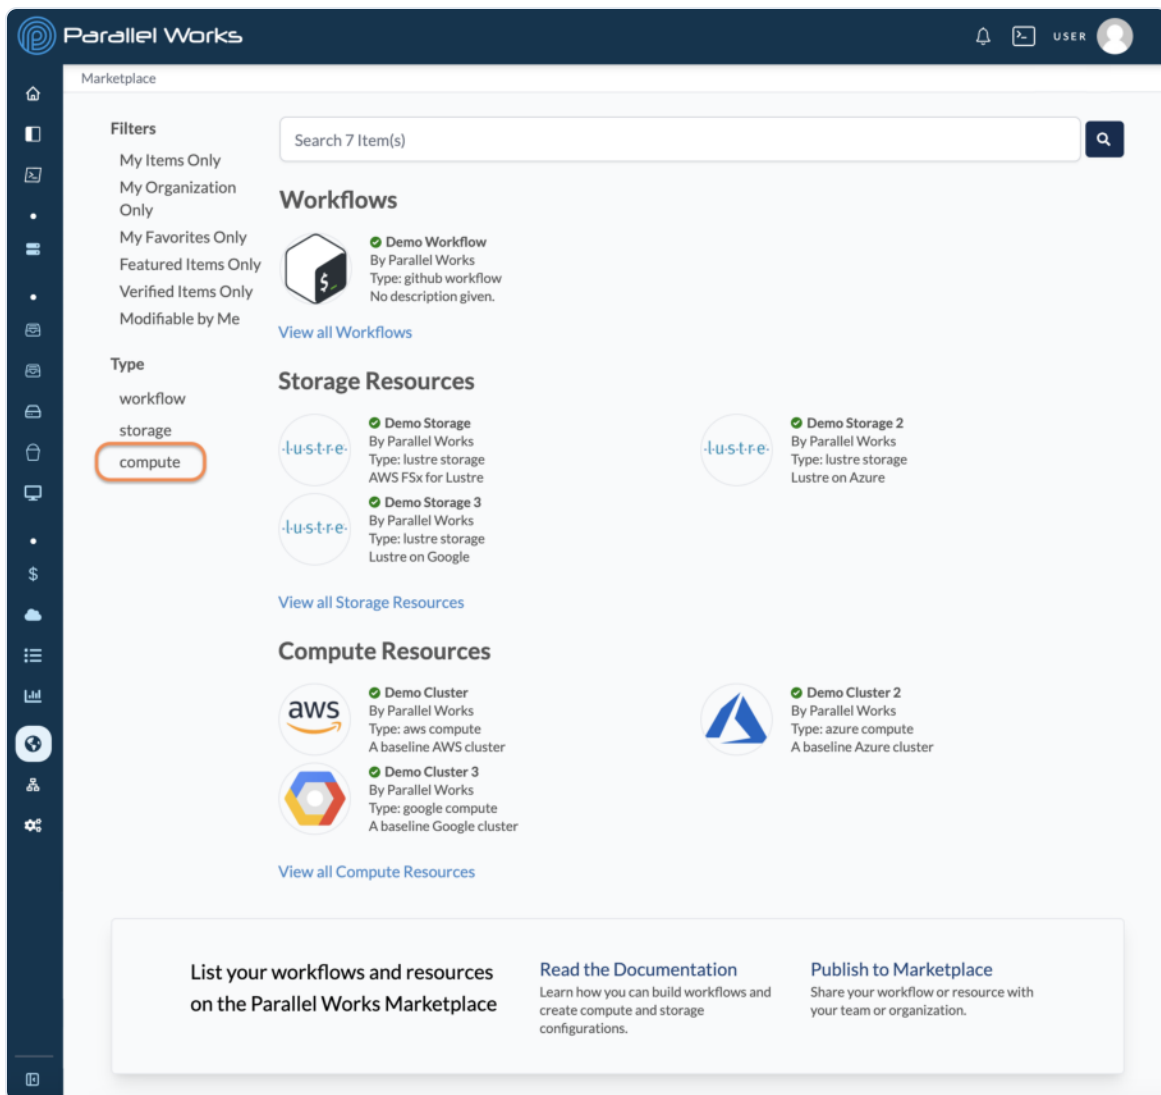 Parallel Works
USER
Marketplace
Filters
My Items Only
My Organization
Only
My Favorites Only
Featured Items Only
Verified Items Only
Modifiable by Me
Type
workflow
storage
compute
Search 7 Item(s)
Workflows
$_
Demo Workflow
By Parallel Works
Type: github workflow
No description given.
View all Workflows
Storage Resources
·l·u·s·t·r·e·
Demo Storage
By Parallel Works
Type: lustre storage
AWS FSx for Lustre
·l·u·s·t·r·e·
Demo Storage 2
By Parallel Works
Type: lustre storage
Lustre on Azure
·l·u·s·t·r·e·
Demo Storage 3
By Parallel Works
Type: lustre storage
Lustre on Google
View all Storage Resources
Compute Resources
aws
Demo Cluster
By Parallel Works
Type: aws compute
A baseline AWS cluster
Demo Cluster 2
By Parallel Works
Type: azure compute
A baseline Azure cluster
Demo Cluster 3
By Parallel Works
Type: google compute
A baseline Google cluster
View all Compute Resources
List your workflows and resources
on the Parallel Works Marketplace
Read the Documentation
Learn how you can build workflows and
create compute and storage
configurations.
Publish to Marketplace
Share your workflow or resource with
your team or organization.